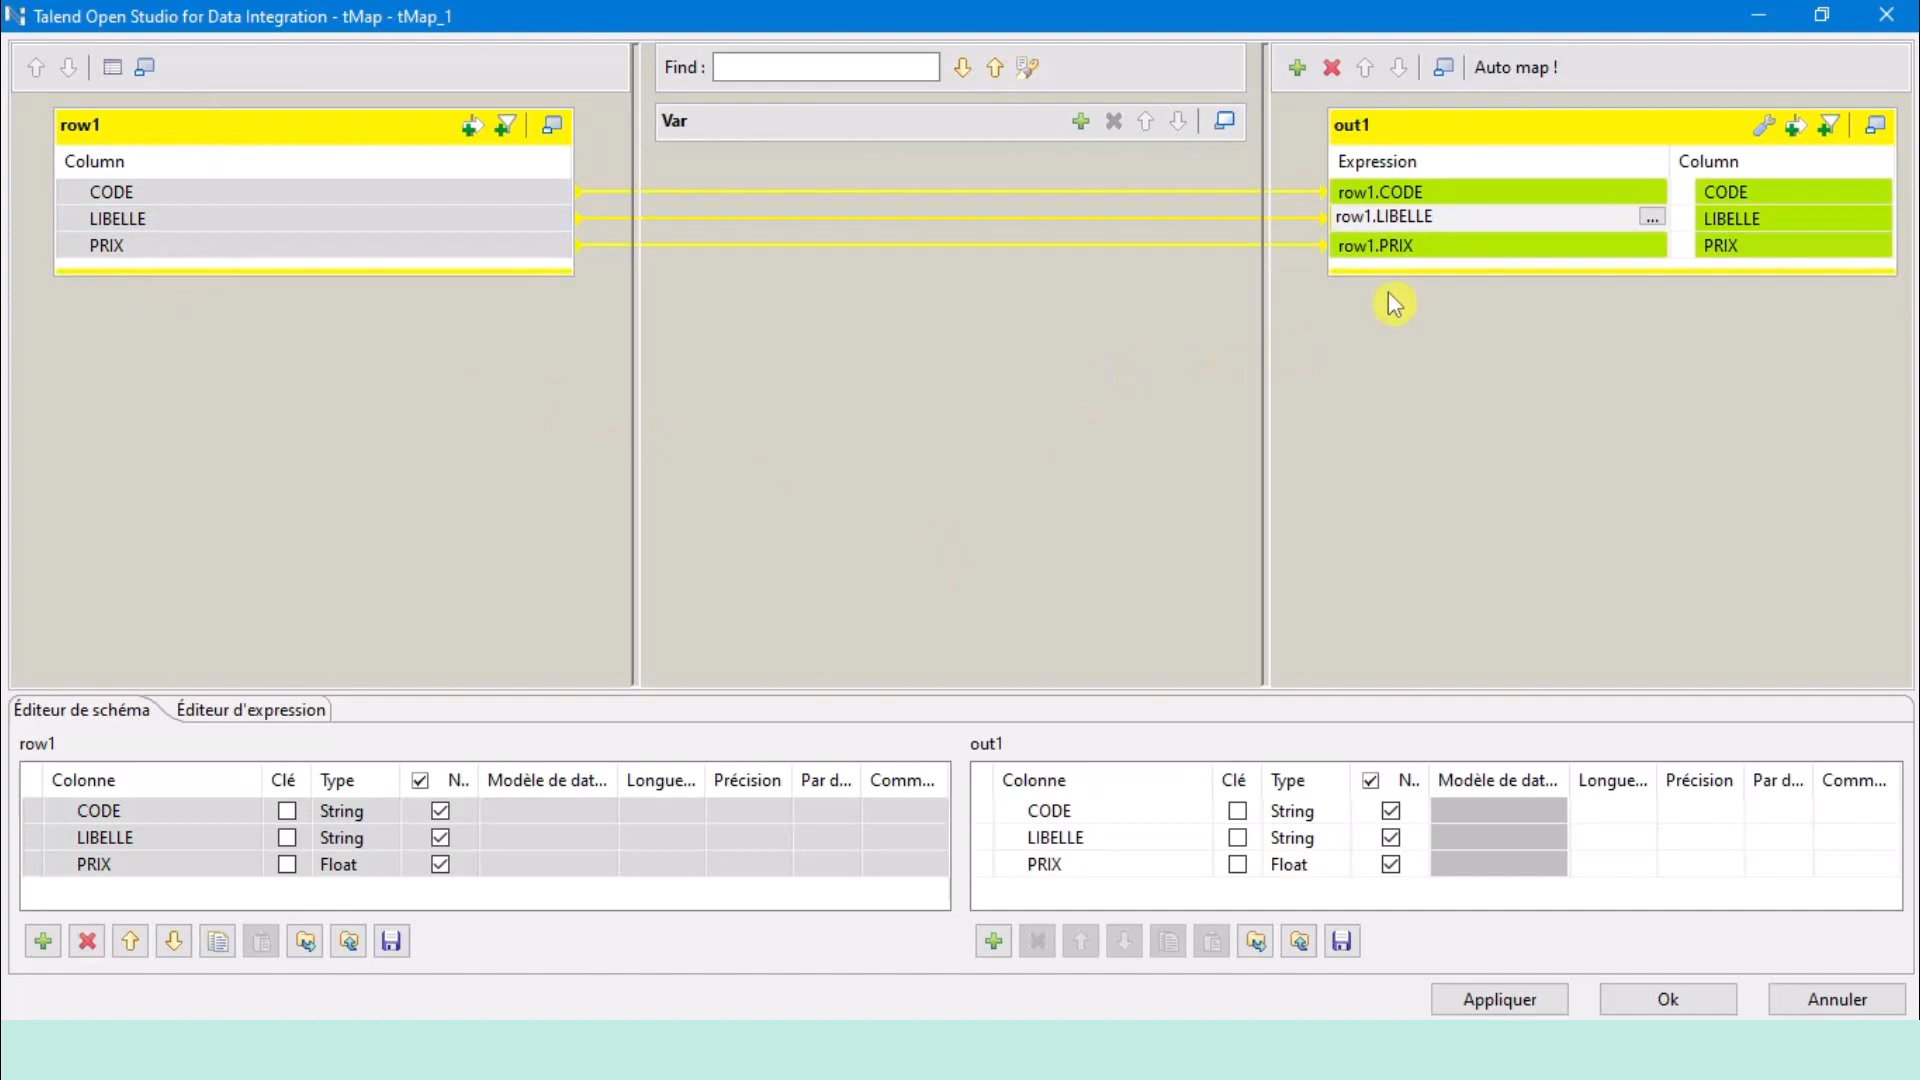 Talend Open Studio for Data Integration - tMap - tMap_1
Find :
Auto map !
row1
Var
out1
Column
Expression Column
CODE
row1.CODE CODE
LIBELLE
row1.LIBELLE ... LIBELLE
PRIX
row1.PRIX PRIX
Éditeur de schéma Éditeur d'expression
row1
Colonne Clé Type N.. Modèle de dat... Longue... Précision Par d... Comm...
CODE String
LIBELLE String
PRIX Float
out1
Colonne Clé Type N.. Modèle de dat... Longue... Précision Par d... Comm...
CODE String
LIBELLE String
PRIX Float
Appliquer Ok Annuler